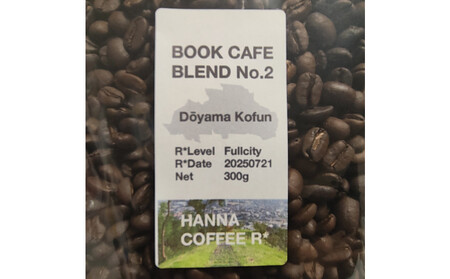 BOOK CAFE
BLEND No.2
Dōyama Kofun
R*Level Fullcity
R*Date 20250721
Net 300g
HANNA
COFFEE R*